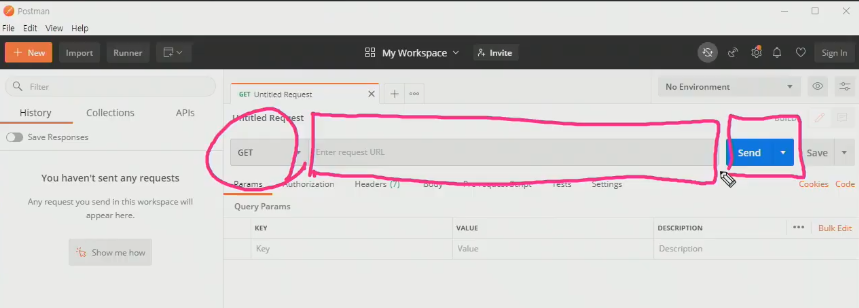 Postman
File Edit View Help
+ New Import Runner My Workspace Invite Sign In
Filter
History Collections APIs
Save Responses
You haven't sent any requests
Any request you send in this workspace will
appear here.
Show me how
GET Untitled Request
No Environment
Untitled Request
GET Enter request URL Send Save
Params Authorization Headers (7) Body Pre-request Script Tests Settings Cookies Code
Query Params
KEY VALUE DESCRIPTION ••• Bulk Edit
Key Value Description